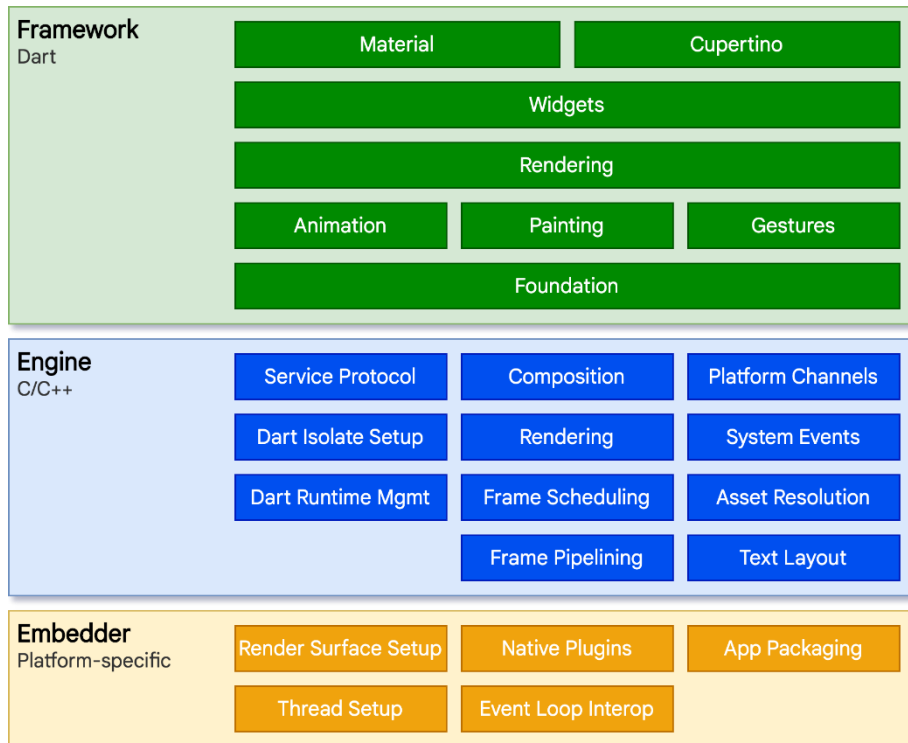 Framework
Dart
Material
Cupertino
Widgets
Rendering
Animation
Painting
Gestures
Foundation
Engine
C/C++
Service Protocol
Composition
Platform Channels
Dart Isolate Setup
Rendering
System Events
Dart Runtime Mgmt
Frame Scheduling
Asset Resolution
Frame Pipelining
Text Layout
Embedder
Platform-specific
Render Surface Setup
Native Plugins
App Packaging
Thread Setup
Event Loop Interop